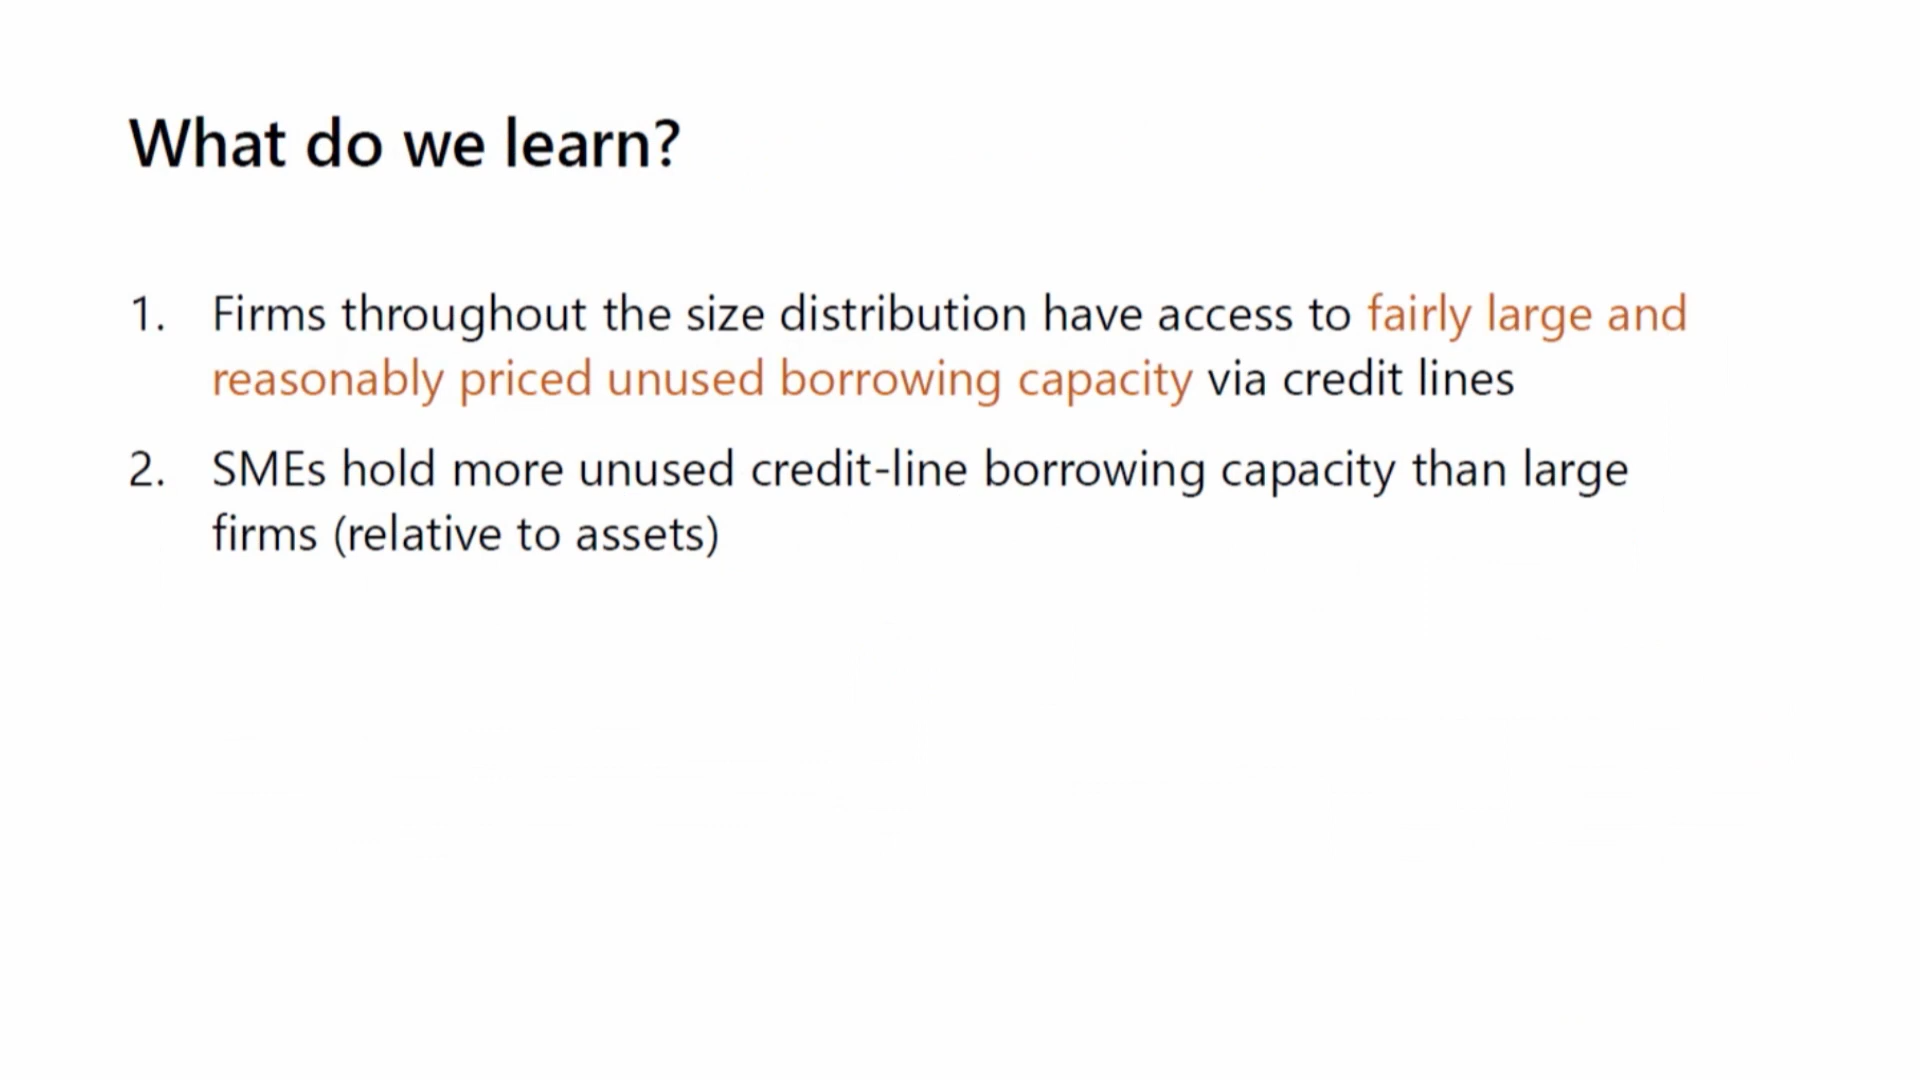 What do we learn?
1. Firms throughout the size distribution have access to fairly large and
reasonably priced unused borrowing capacity via credit lines
2. SMEs hold more unused credit-line borrowing capacity than large
firms (relative to assets)